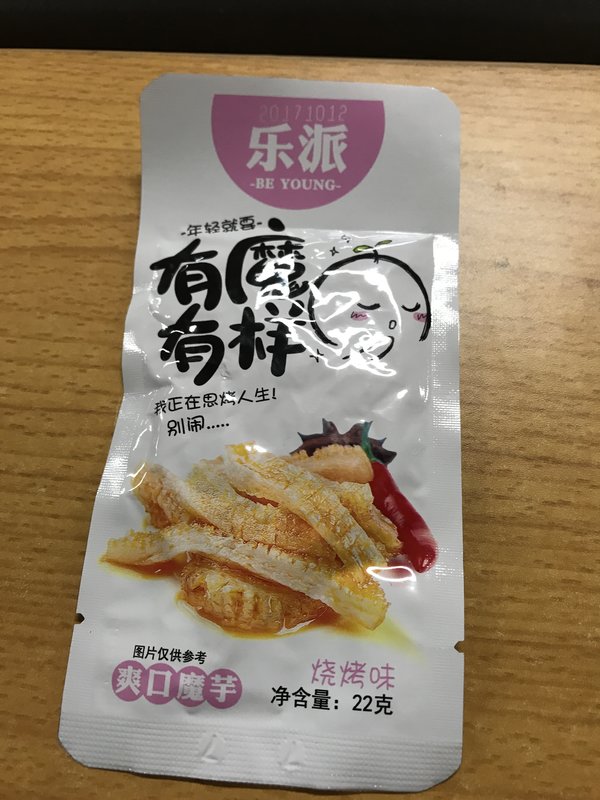 20171012
乐派
-BE YOUNG-
-年轻就要-
有魔
有样
我正在思烤人生!
别闹.....
图片仅供参考
爽口魔芋
烧烤味
净含量：22克